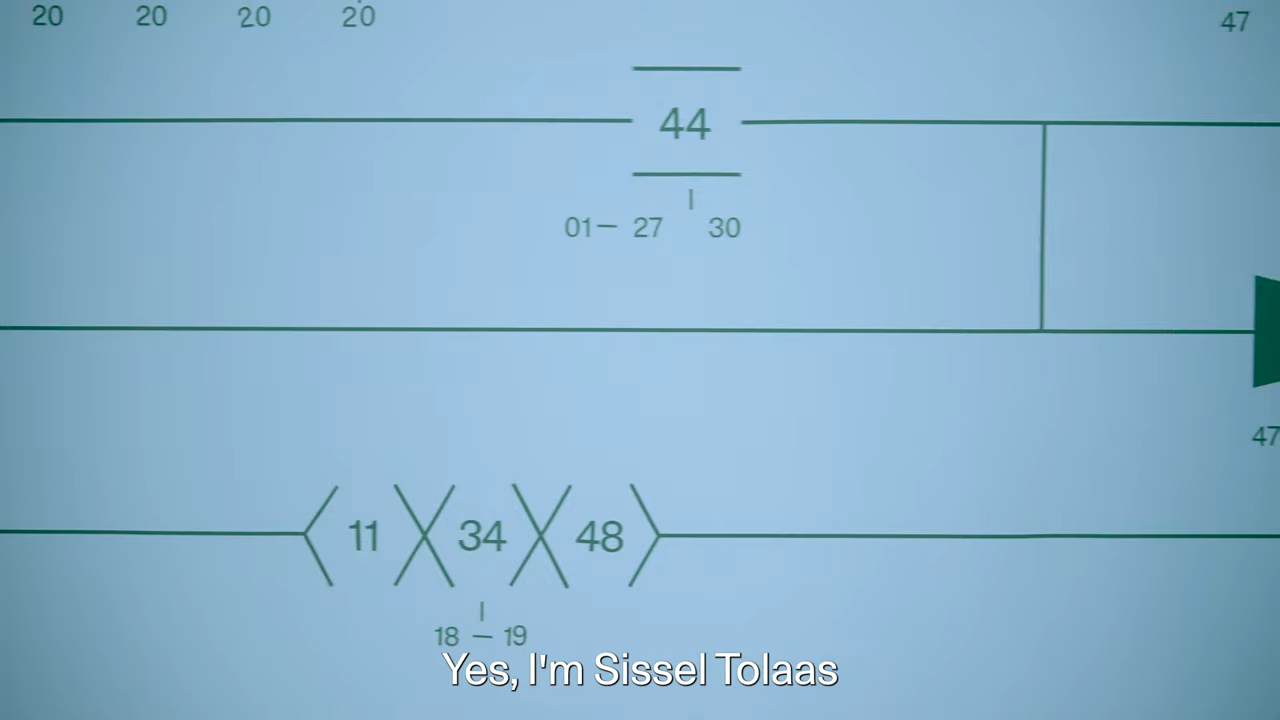 20 20 20 20 47
44
01— 27 30
47
11 34 48
18 — 19
Yes, I'm Sissel Tolaas